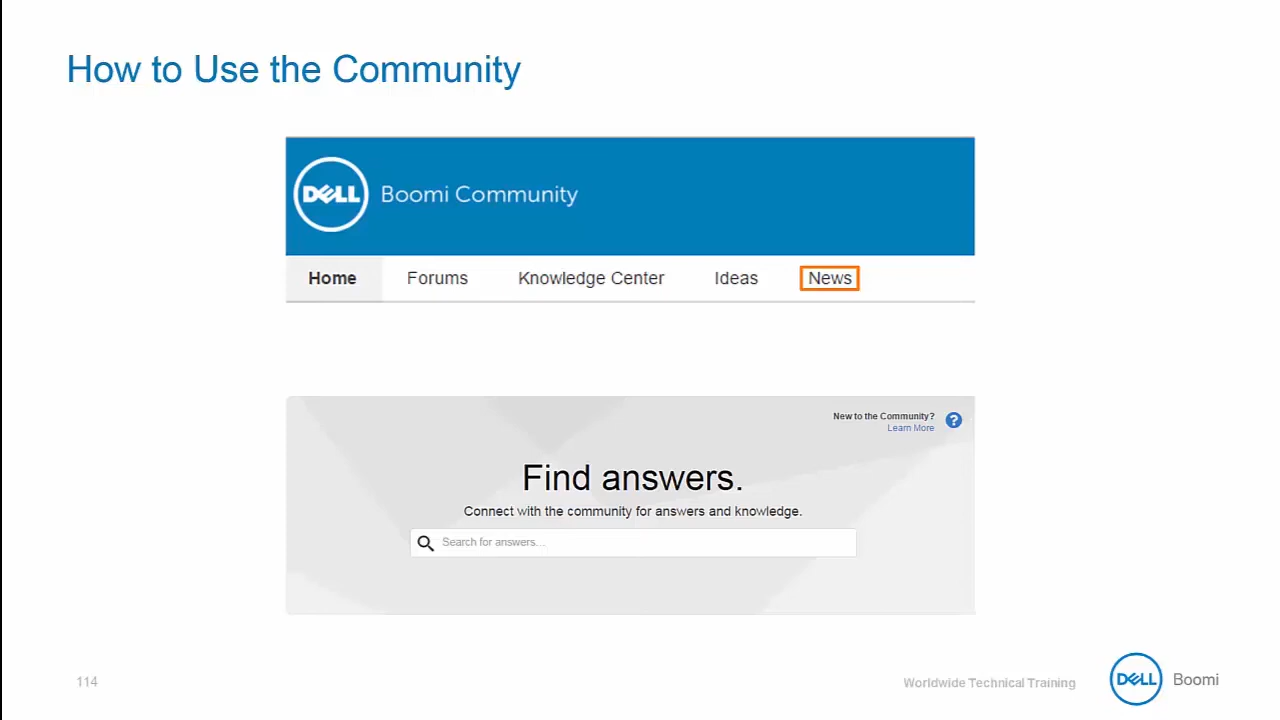 How to Use the Community
DELL Boomi Community
Home Forums Knowledge Center Ideas News
New to the Community?
Learn More ?
Find answers.
Connect with the community for answers and knowledge.
Search for answers...
114 Worldwide Technical Training DELL Boomi